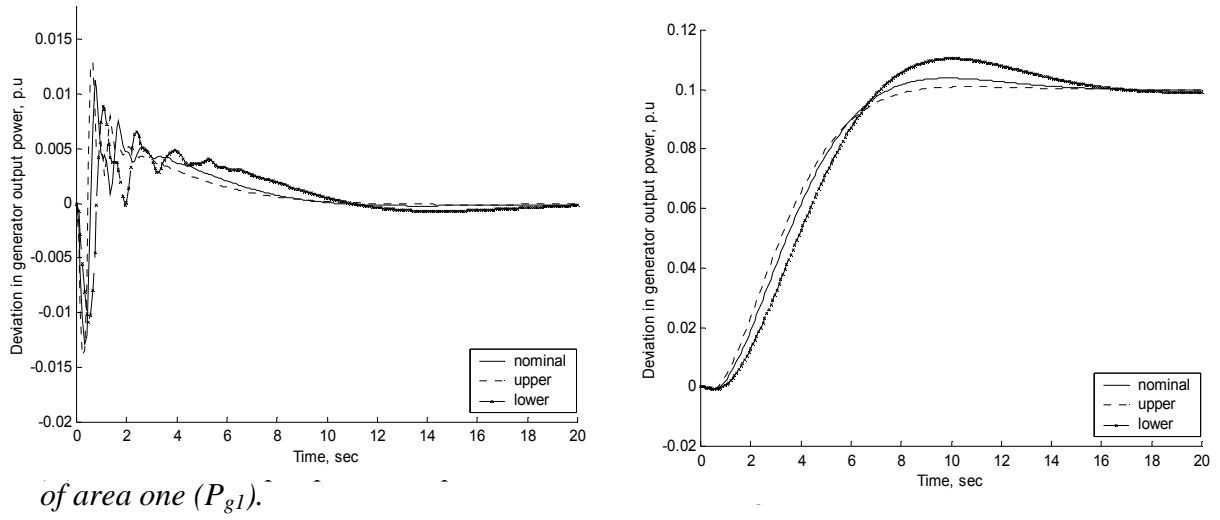 Deviation in generator output power, p.u
0.015
0.01
0.005
0
-0.005
-0.01
-0.015
-0.02
0 2 4 6 8 10 12 14 16 18 20
Time, sec
nominal
upper
lower
Deviation in generator output power, p.u
0.12
0.1
0.08
0.06
0.04
0.02
0
-0.02
0 2 4 6 8 10 12 14 16 18 20
Time, sec
nominal
upper
lower
of area one (Pg1).